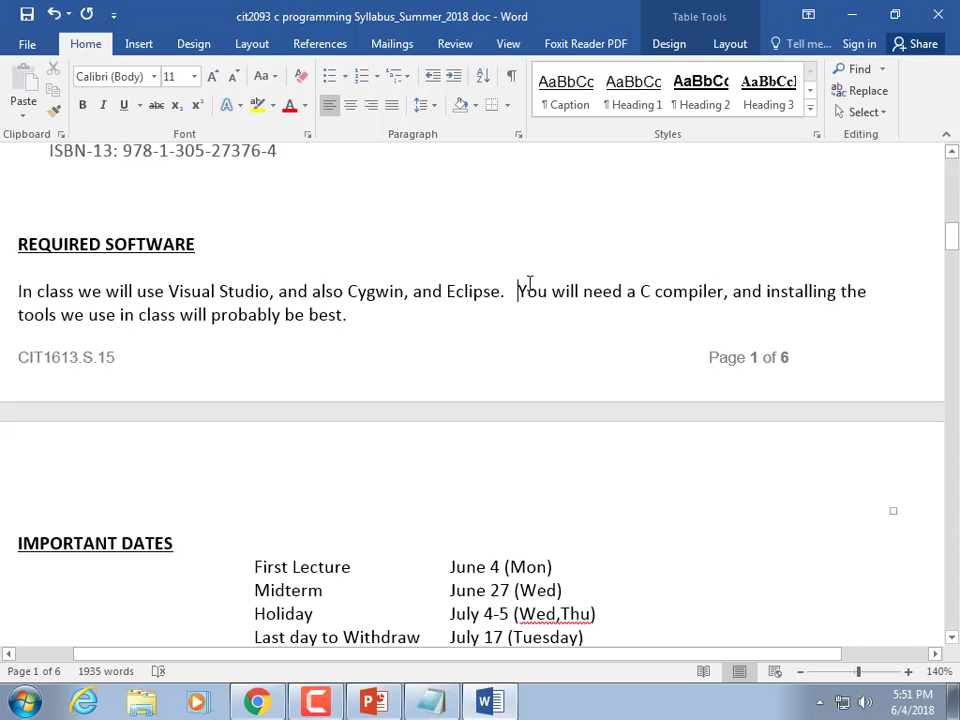 cit2093 c programming Syllabus_Summer_2018 doc - Word
Table Tools
File Home Insert Design Layout References Mailings Review View Foxit Reader PDF Design Layout Tell me... Sign in Share
Paste
Calibri (Body) 11
Aa
B I U abc X₂ X²
A
AaBbCc AaBbCc AaBbCc AaBbCcI
¶ Caption ¶ Heading 1 ¶ Heading 2 Heading 3
Find
Replace
Select
Clipboard Font Paragraph Styles Editing
ISBN-13: 978-1-305-27376-4
REQUIRED SOFTWARE
In class we will use Visual Studio, and also Cygwin, and Eclipse. You will need a C compiler, and installing the
tools we use in class will probably be best.
CIT1613.S.15 Page 1 of 6
IMPORTANT DATES
First Lecture June 4 (Mon)
Midterm June 27 (Wed)
Holiday July 4-5 (Wed,Thu)
Last day to Withdraw July 17 (Tuesday)
Page 1 of 6 1935 words 140%
5:51 PM
6/4/2018